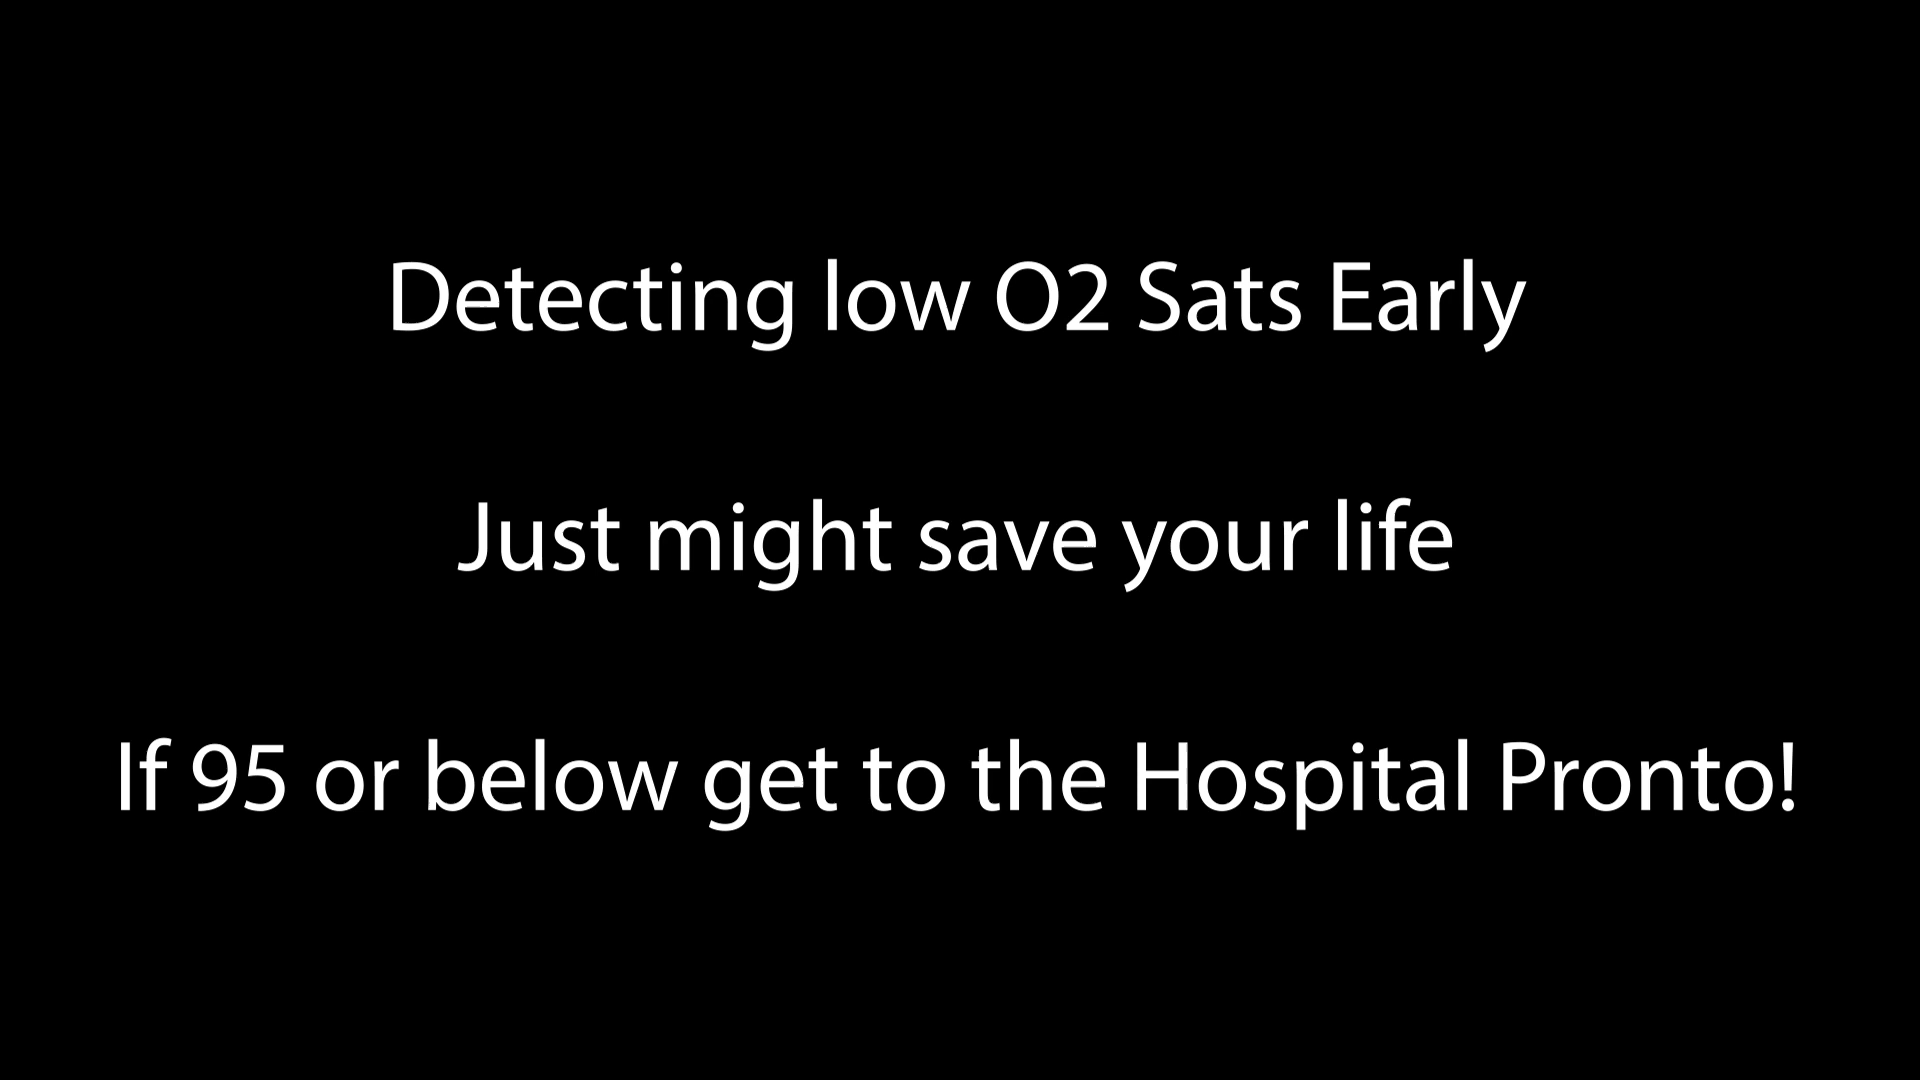 Detecting low O2 Sats Early
Just might save your life
If 95 or below get to the Hospital Pronto!